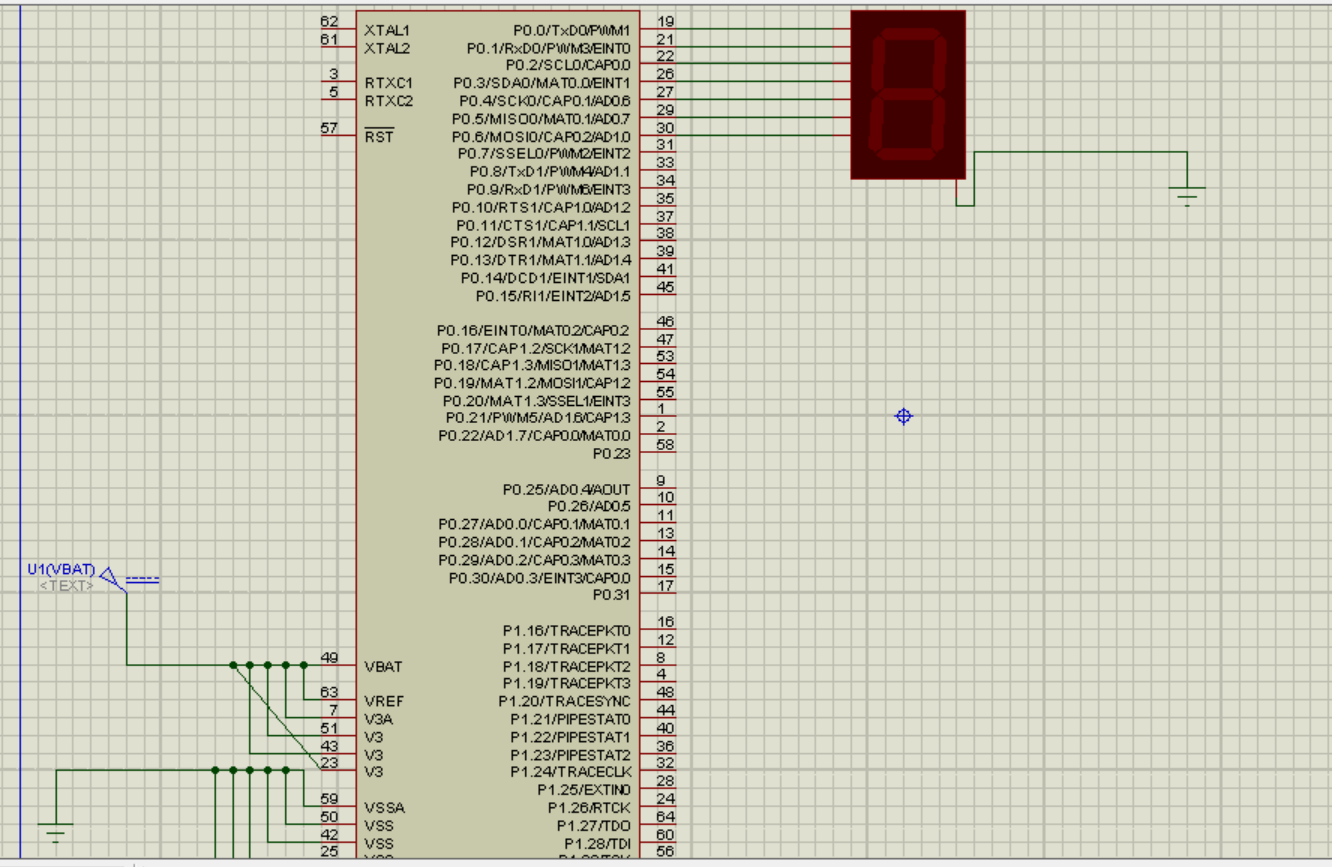 62 XTAL1 P0.0/TxD0/PWM1 19
61 XTAL2 P0.1/RxD0/PWM3/EINT0 21
P0.2/SCL0/CAP0.0 22
3 RTXC1 P0.3/SDA0/MAT0.0/EINT1 26
5 RTXC2 P0.4/SCK0/CAP0.1/AD0.6 27
P0.5/MISO0/MAT0.1/AD0.7 29
57 RST P0.6/MOSI0/CAP0.2/AD1.0 30
P0.7/SSEL0/PWM2/EINT2 31
P0.8/TxD1/PWM4/AD1.1 33
P0.9/RxD1/PWM6/EINT3 34
P0.10/RTS1/CAP1.0/AD1.2 35
P0.11/CTS1/CAP1.1/SCL1 37
P0.12/DSR1/MAT1.0/AD1.3 38
P0.13/DTR1/MAT1.1/AD1.4 39
P0.14/DCD1/EINT1/SDA1 41
P0.15/RI1/EINT2/AD1.5 45
P0.16/EINT0/MAT0.2/CAP0.2 46
P0.17/CAP1.2/SCK1/MAT1.2 47
P0.18/CAP1.3/MISO1/MAT1.3 53
P0.19/MAT1.2/MOSI1/CAP1.2 54
P0.20/MAT1.3/SSEL1/EINT3 55
P0.21/PWM5/AD1.6/CAP1.3 1
P0.22/AD1.7/CAP0.0/MAT0.0 2
P0.23 58
P0.25/AD0.4/AOUT 9
P0.26/AD0.5 10
P0.27/AD0.0/CAP0.1/MAT0.1 11
P0.28/AD0.1/CAP0.2/MAT0.2 13
P0.29/AD0.2/CAP0.3/MAT0.3 14
U1(VBAT) P0.30/AD0.3/EINT3/CAP0.0 15
<TEXT> P0.31 17
P1.16/TRACEPKT0 16
P1.17/TRACEPKT1 12
49 VBAT P1.18/TRACEPKT2 8
P1.19/TRACEPKT3 4
63 VREF P1.20/TRACESYNC 48
7 V3A P1.21/PIPESTAT0 44
51 V3 P1.22/PIPESTAT1 40
43 V3 P1.23/PIPESTAT2 36
23 V3 P1.24/TRACECLK 32
P1.25/EXTIN0 28
59 VSSA P1.26/RTCK 24
50 VSS P1.27/TDO 64
42 VSS P1.28/TDI 60
25 56